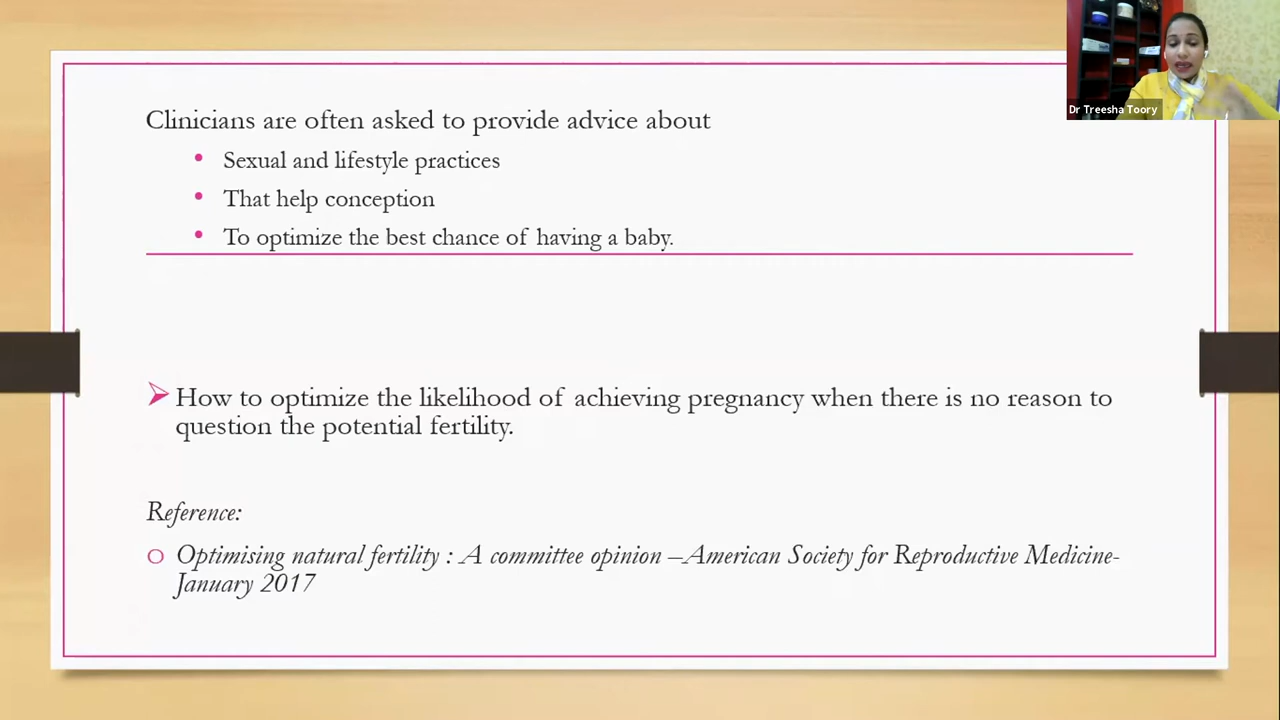 Clinicians are often asked to provide advice about
• Sexual and lifestyle practices
• That help conception
• To optimize the best chance of having a baby.
How to optimize the likelihood of achieving pregnancy when there is no reason to
question the potential fertility.
Reference:
Optimising natural fertility : A committee opinion –American Society for Reproductive Medicine-
January 2017
Dr Treesha Toory